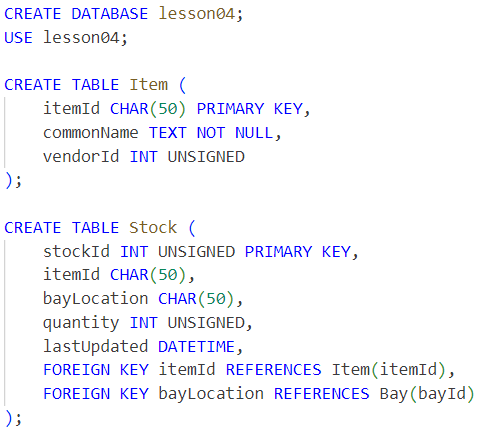 CREATE DATABASE lesson04;
USE lesson04;

CREATE TABLE Item (
    itemId CHAR(50) PRIMARY KEY,
    commonName TEXT NOT NULL,
    vendorId INT UNSIGNED
);

CREATE TABLE Stock (
    stockId INT UNSIGNED PRIMARY KEY,
    itemId CHAR(50),
    bayLocation CHAR(50),
    quantity INT UNSIGNED,
    lastUpdated DATETIME,
    FOREIGN KEY itemId REFERENCES Item(itemId),
    FOREIGN KEY bayLocation REFERENCES Bay(bayId)
);